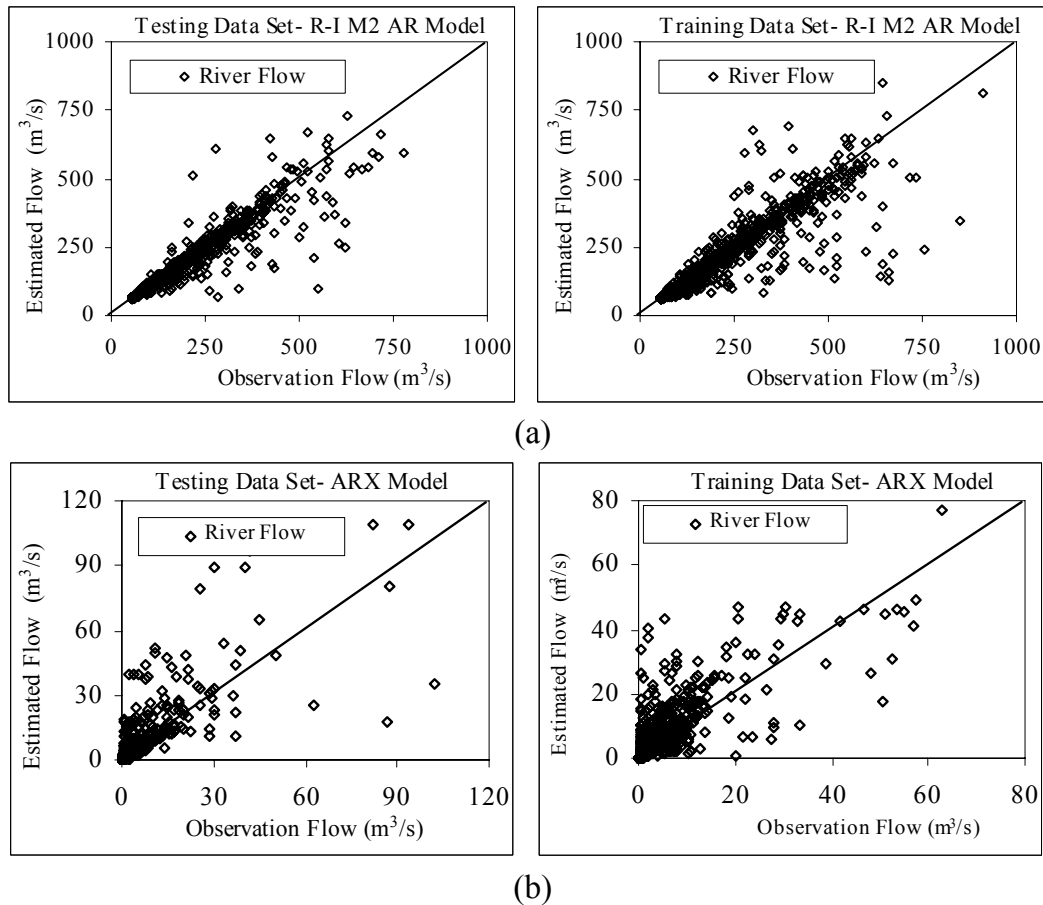 Testing Data Set- R-I M2 AR Model
1000
750
500
250
0
Estimated Flow (m³/s)
River Flow
0 250 500 750 1000
Observation Flow (m³/s)
Training Data Set- R-I M2 AR Model
1000
750
500
250
0
Estimated Flow (m³/s)
River Flow
0 250 500 750 1000
Observation Flow (m³/s)
(a)
Testing Data Set- ARX Model
120
90
60
30
0
Estimated Flow (m³/s)
River Flow
0 30 60 90 120
Observation Flow (m³/s)
Training Data Set- ARX Model
80
60
40
20
0
Estimated Flow (m³/s)
River Flow
0 20 40 60 80
Observation Flow (m³/s)
(b)